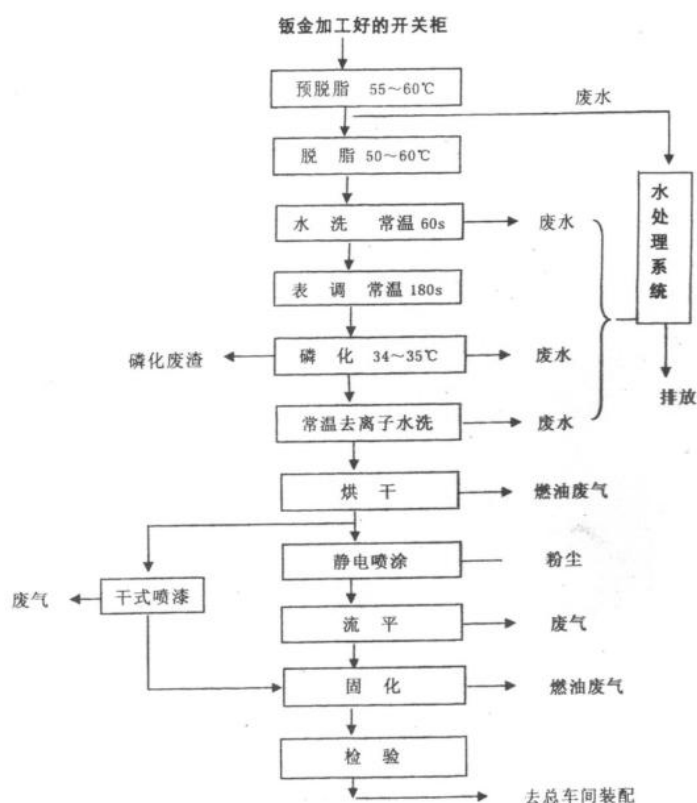 钣金加工好的开关柜
预脱脂 55～60℃
废水
脱 脂 50～60℃
水处理系统
水 洗 常温 60s
废水
表 调 常温 180s
磷化废渣
磷 化 34～35℃
废水
排放
常温去离子水洗
废水
烘 干
燃油废气
静电喷涂
粉尘
废气
干式喷漆
流 平
废气
固 化
燃油废气
检 验
去总车间装配